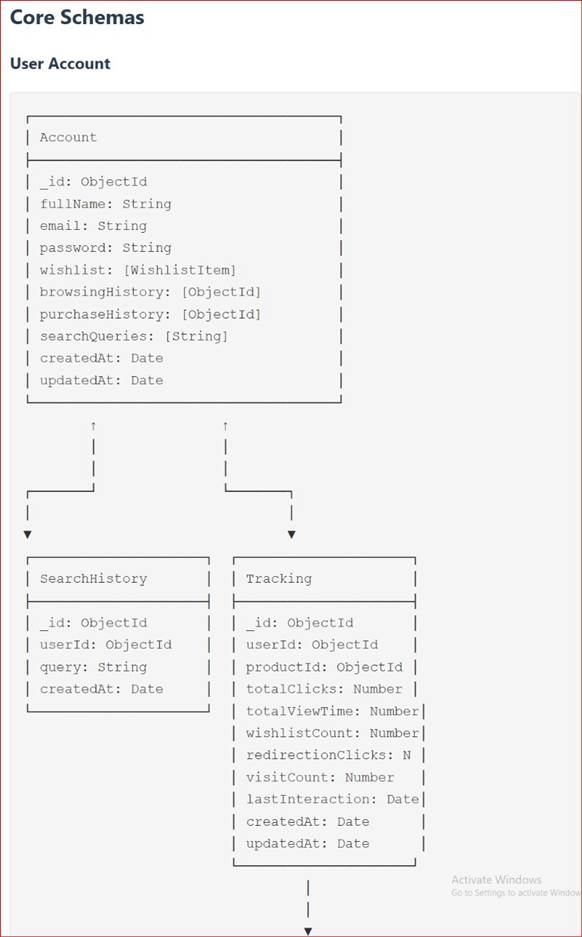 Core Schemas
User Account
Account
_id: ObjectId
fullName: String
email: String
password: String
wishlist: [WishlistItem]
browsingHistory: [ObjectId]
purchaseHistory: [ObjectId]
searchQueries: [String]
createdAt: Date
updatedAt: Date
SearchHistory
_id: ObjectId
userId: ObjectId
query: String
createdAt: Date
Tracking
_id: ObjectId
userId: ObjectId
productId: ObjectId
totalClicks: Number
totalViewTime: Number
wishlistCount: Number
redirectionClicks: N
visitCount: Number
lastInteraction: Date
createdAt: Date
updatedAt: Date
Activate Windows
Go to Settings to activate Window